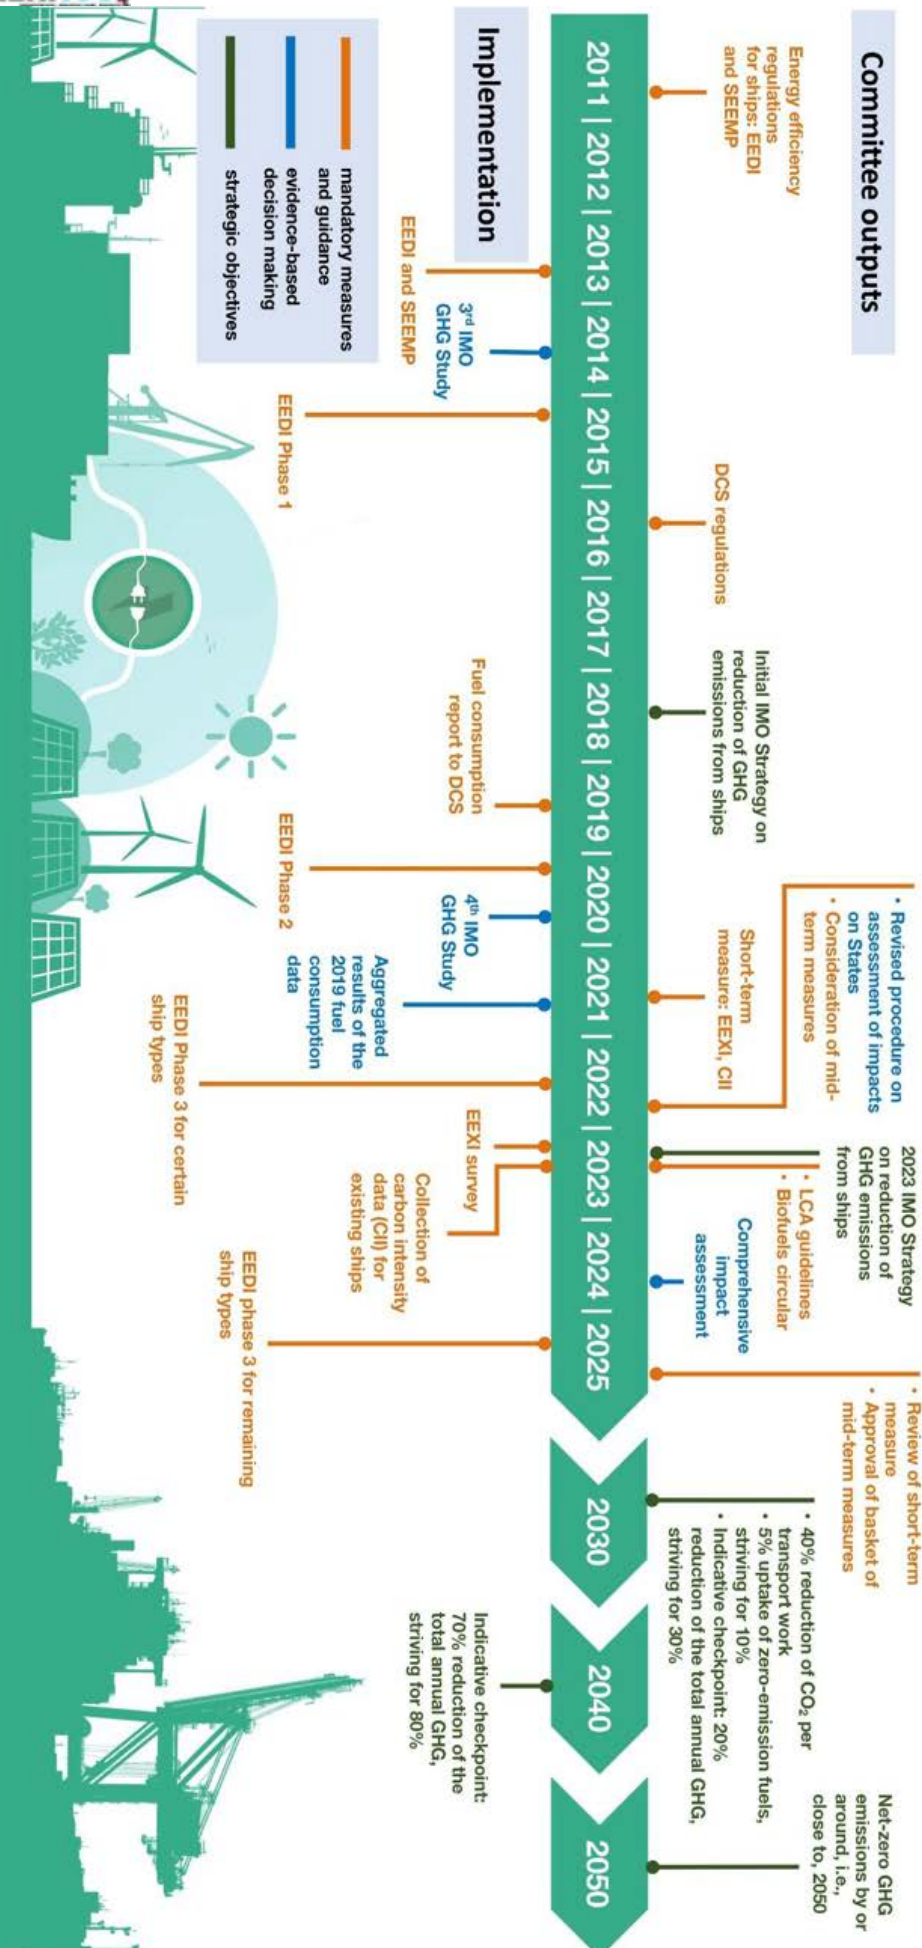 Committee outputs
Energy efficiency
regulations
for ships: EEDI
and SEEMP
DCS regulations
Initial IMO Strategy on
reduction of GHG
emissions from ships
• Revised procedure on
assessment of impacts
on States
• Consideration of mid-
term measures
Short-term
measure: EEXI, CII
2023 IMO Strategy
on reduction of
GHG emissions
from ships
• LCA guidelines
• Biofuels circular
Comprehensive
impact
assessment
• Review of short-term
measure
• Approval of basket of
mid-term measures
• 40% reduction of CO₂ per
transport work
• 5% uptake of zero-emission fuels,
striving for 10%
• Indicative checkpoint: 20%
reduction of the total annual GHG,
striving for 30%
Net-zero GHG
emissions by or
around, i.e.,
close to, 2050
2011 | 2012 | 2013 | 2014 | 2015 | 2016 | 2017 | 2018 | 2019 | 2020 | 2021 | 2022 | 2023 | 2024 | 2025
2030
2040
2050
Implementation
EEDI and SEEMP
3rd IMO
GHG Study
EEDI Phase 1
Fuel consumption
report to DCS
EEDI Phase 2
4th IMO
GHG Study
Aggregated
results of the
2019 fuel
consumption
data
EEDI Phase 3 for certain
ship types
EEXI survey
Collection of
carbon intensity
data (CII) for
existing ships
EEDI phase 3 for remaining
ship types
Indicative checkpoint:
70% reduction of the
total annual GHG,
striving for 80%
mandatory measures
and guidance
evidence-based
decision making
strategic objectives